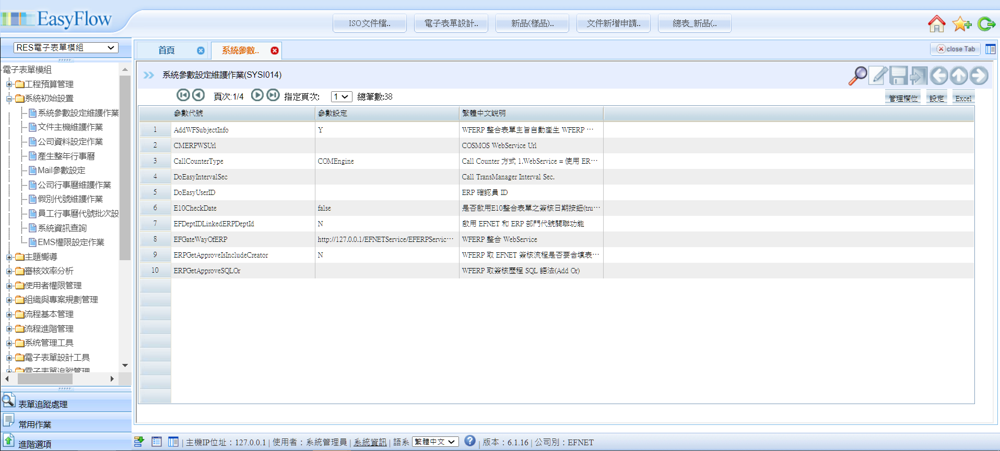 EasyFlow
ISO文件檔.. 電子表單設計.. 新品(樣品).. 文件新增申請.. 總表_新品(..
RES電子表單模組
首頁 系統參數.. close Tab
電子表單模組
工程預算管理
系統初始設置
系統參數設定維護作業
文件主機維護作業
公司資料設定作業
產生整年行事曆
Mail參數設定
公司行事曆維護作業
假別代號維護作業
員工行事曆代號批次設
系統資訊查詢
EMS權限設定作業
主題嚮導
審核效率分析
使用者權限管理
組織與專案規劃管理
流程基本管理
流程進階管理
系統管理工具
電子表單設計工具
電子表單追蹤管理
表單追蹤處理
常用作業
進階選項
系統參數設定維護作業(SYSI014)
頁次:1/4 指定頁次: 1 總筆數:38
管理欄位 設定 Excel
參數代號 參數設定 繁體中文說明
1 AddWFSubjectInfo Y WFERP 整合表單主旨自動產生 WFERP …
2 CMERPWSUrl COSMOS WebService Url
3 CallCounterType COMEngine Call Counter 方式 1.WebService = 使用 ER…
4 DoEasyIntervalSec Call TransManager Interval Sec.
5 DoEasyUserID ERP 確認員 ID
6 E10CheckDate false 是否啟用E10整合表單之簽核日期按鈕(tru…
7 EFDeptIDLinkedERPDeptId N 啟用 EFNET 和 ERP 部門代號關聯功能
8 EFGateWayOfERP http://127.0.0.1/EFNETService/EFERPServic… WFERP 整合 WebService
9 ERPGetApproveIsIncludeCreator N WFERP 取 EFNET 簽核流程是否要含填表…
10 ERPGetApproveSQLOr WFERP 取簽核歷程 SQL 語法(Add Or)
| 主機IP位址：127.0.0.1 | 使用者：系統管理員 | 系統資訊 | 語系 繁體中文 | 版本：6.1.16 | 公司別：EFNET